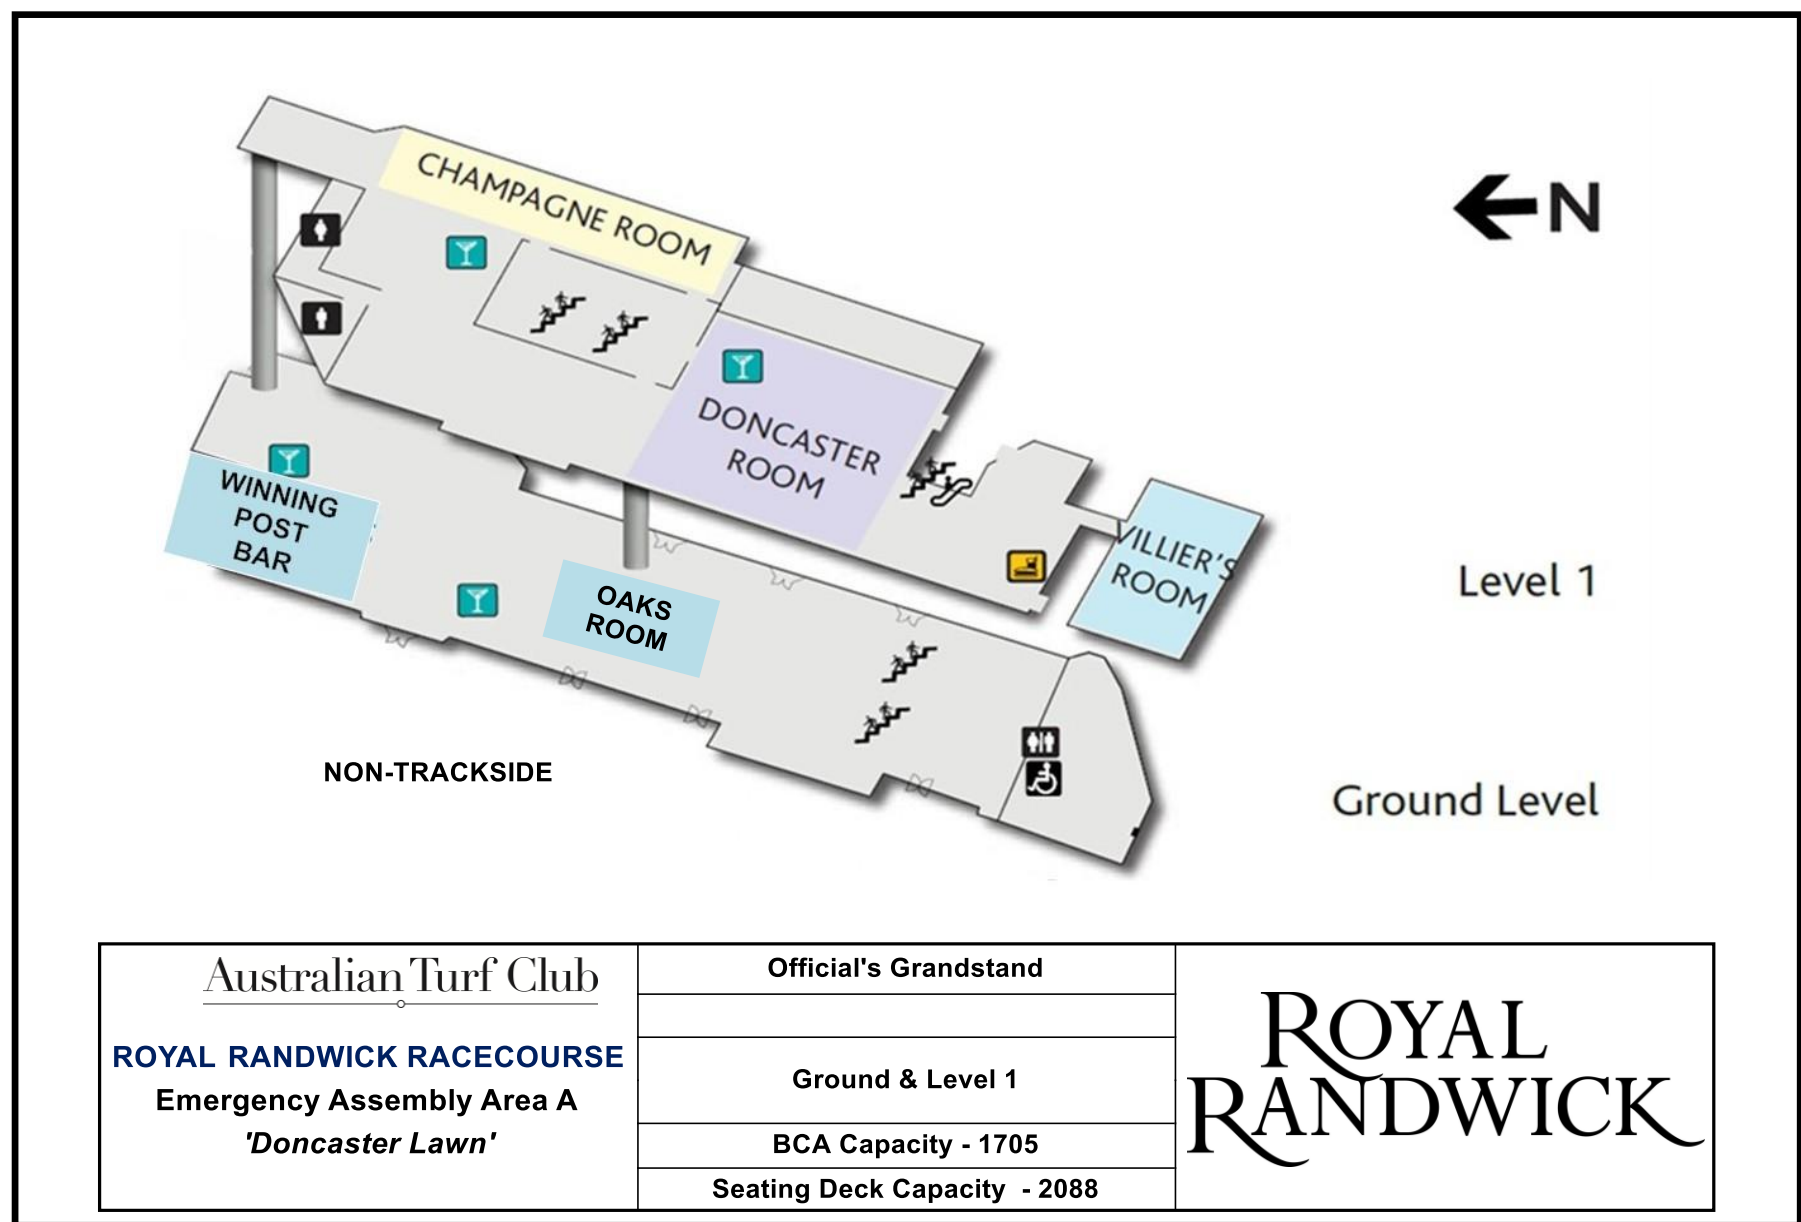 CHAMPAGNE ROOM
N
DONCASTER
ROOM
WINNING
POST
BAR
VILLIER'S
ROOM
Level 1
OAKS
ROOM
NON-TRACKSIDE
Ground Level
Australian Turf Club
ROYAL RANDWICK RACECOURSE
Emergency Assembly Area A
'Doncaster Lawn'
Official's Grandstand
Ground & Level 1
BCA Capacity - 1705
Seating Deck Capacity - 2088
ROYAL
RANDWICK